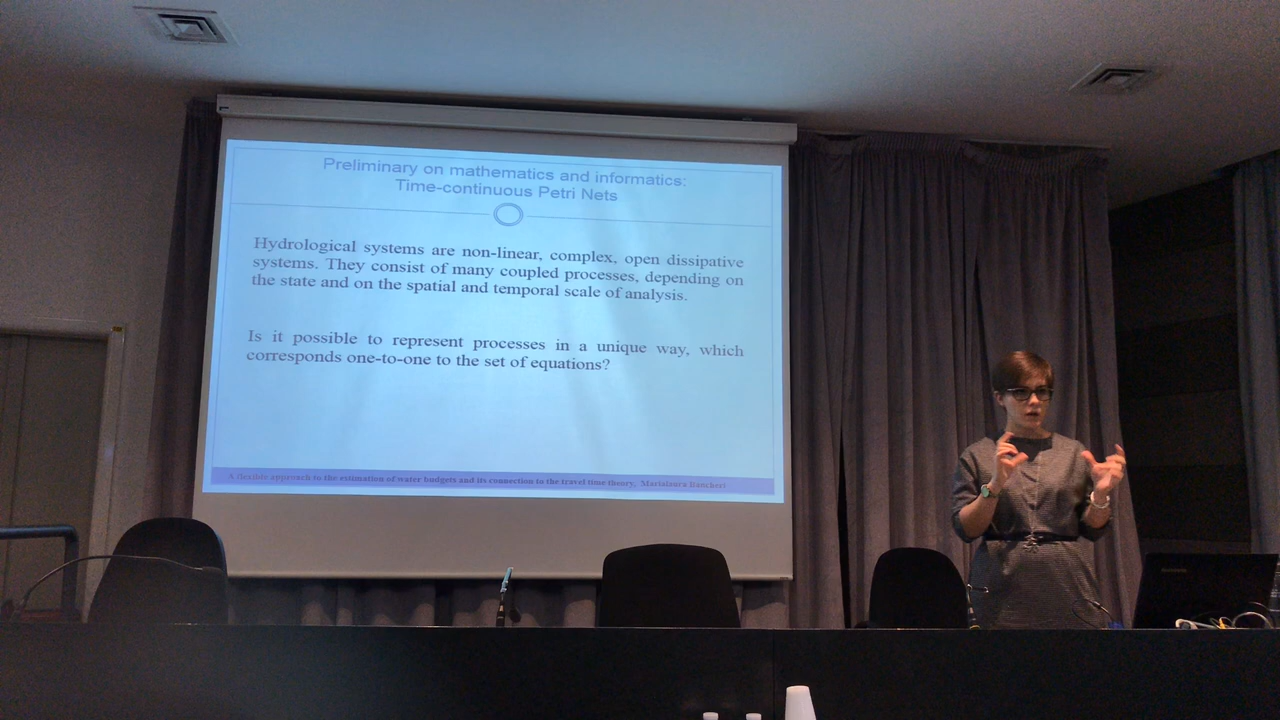 Preliminary on mathematics and informatics:
Time-continuous Petri Nets
Hydrological systems are non-linear, complex, open dissipative
systems. They consist of many coupled processes, depending on
the state and on the spatial and temporal scale of analysis.
Is it possible to represent processes in a unique way, which
corresponds one-to-one to the set of equations?
A flexible approach to the estimation of water budgets and its connection to the travel time theory, Marialaura Bancheri